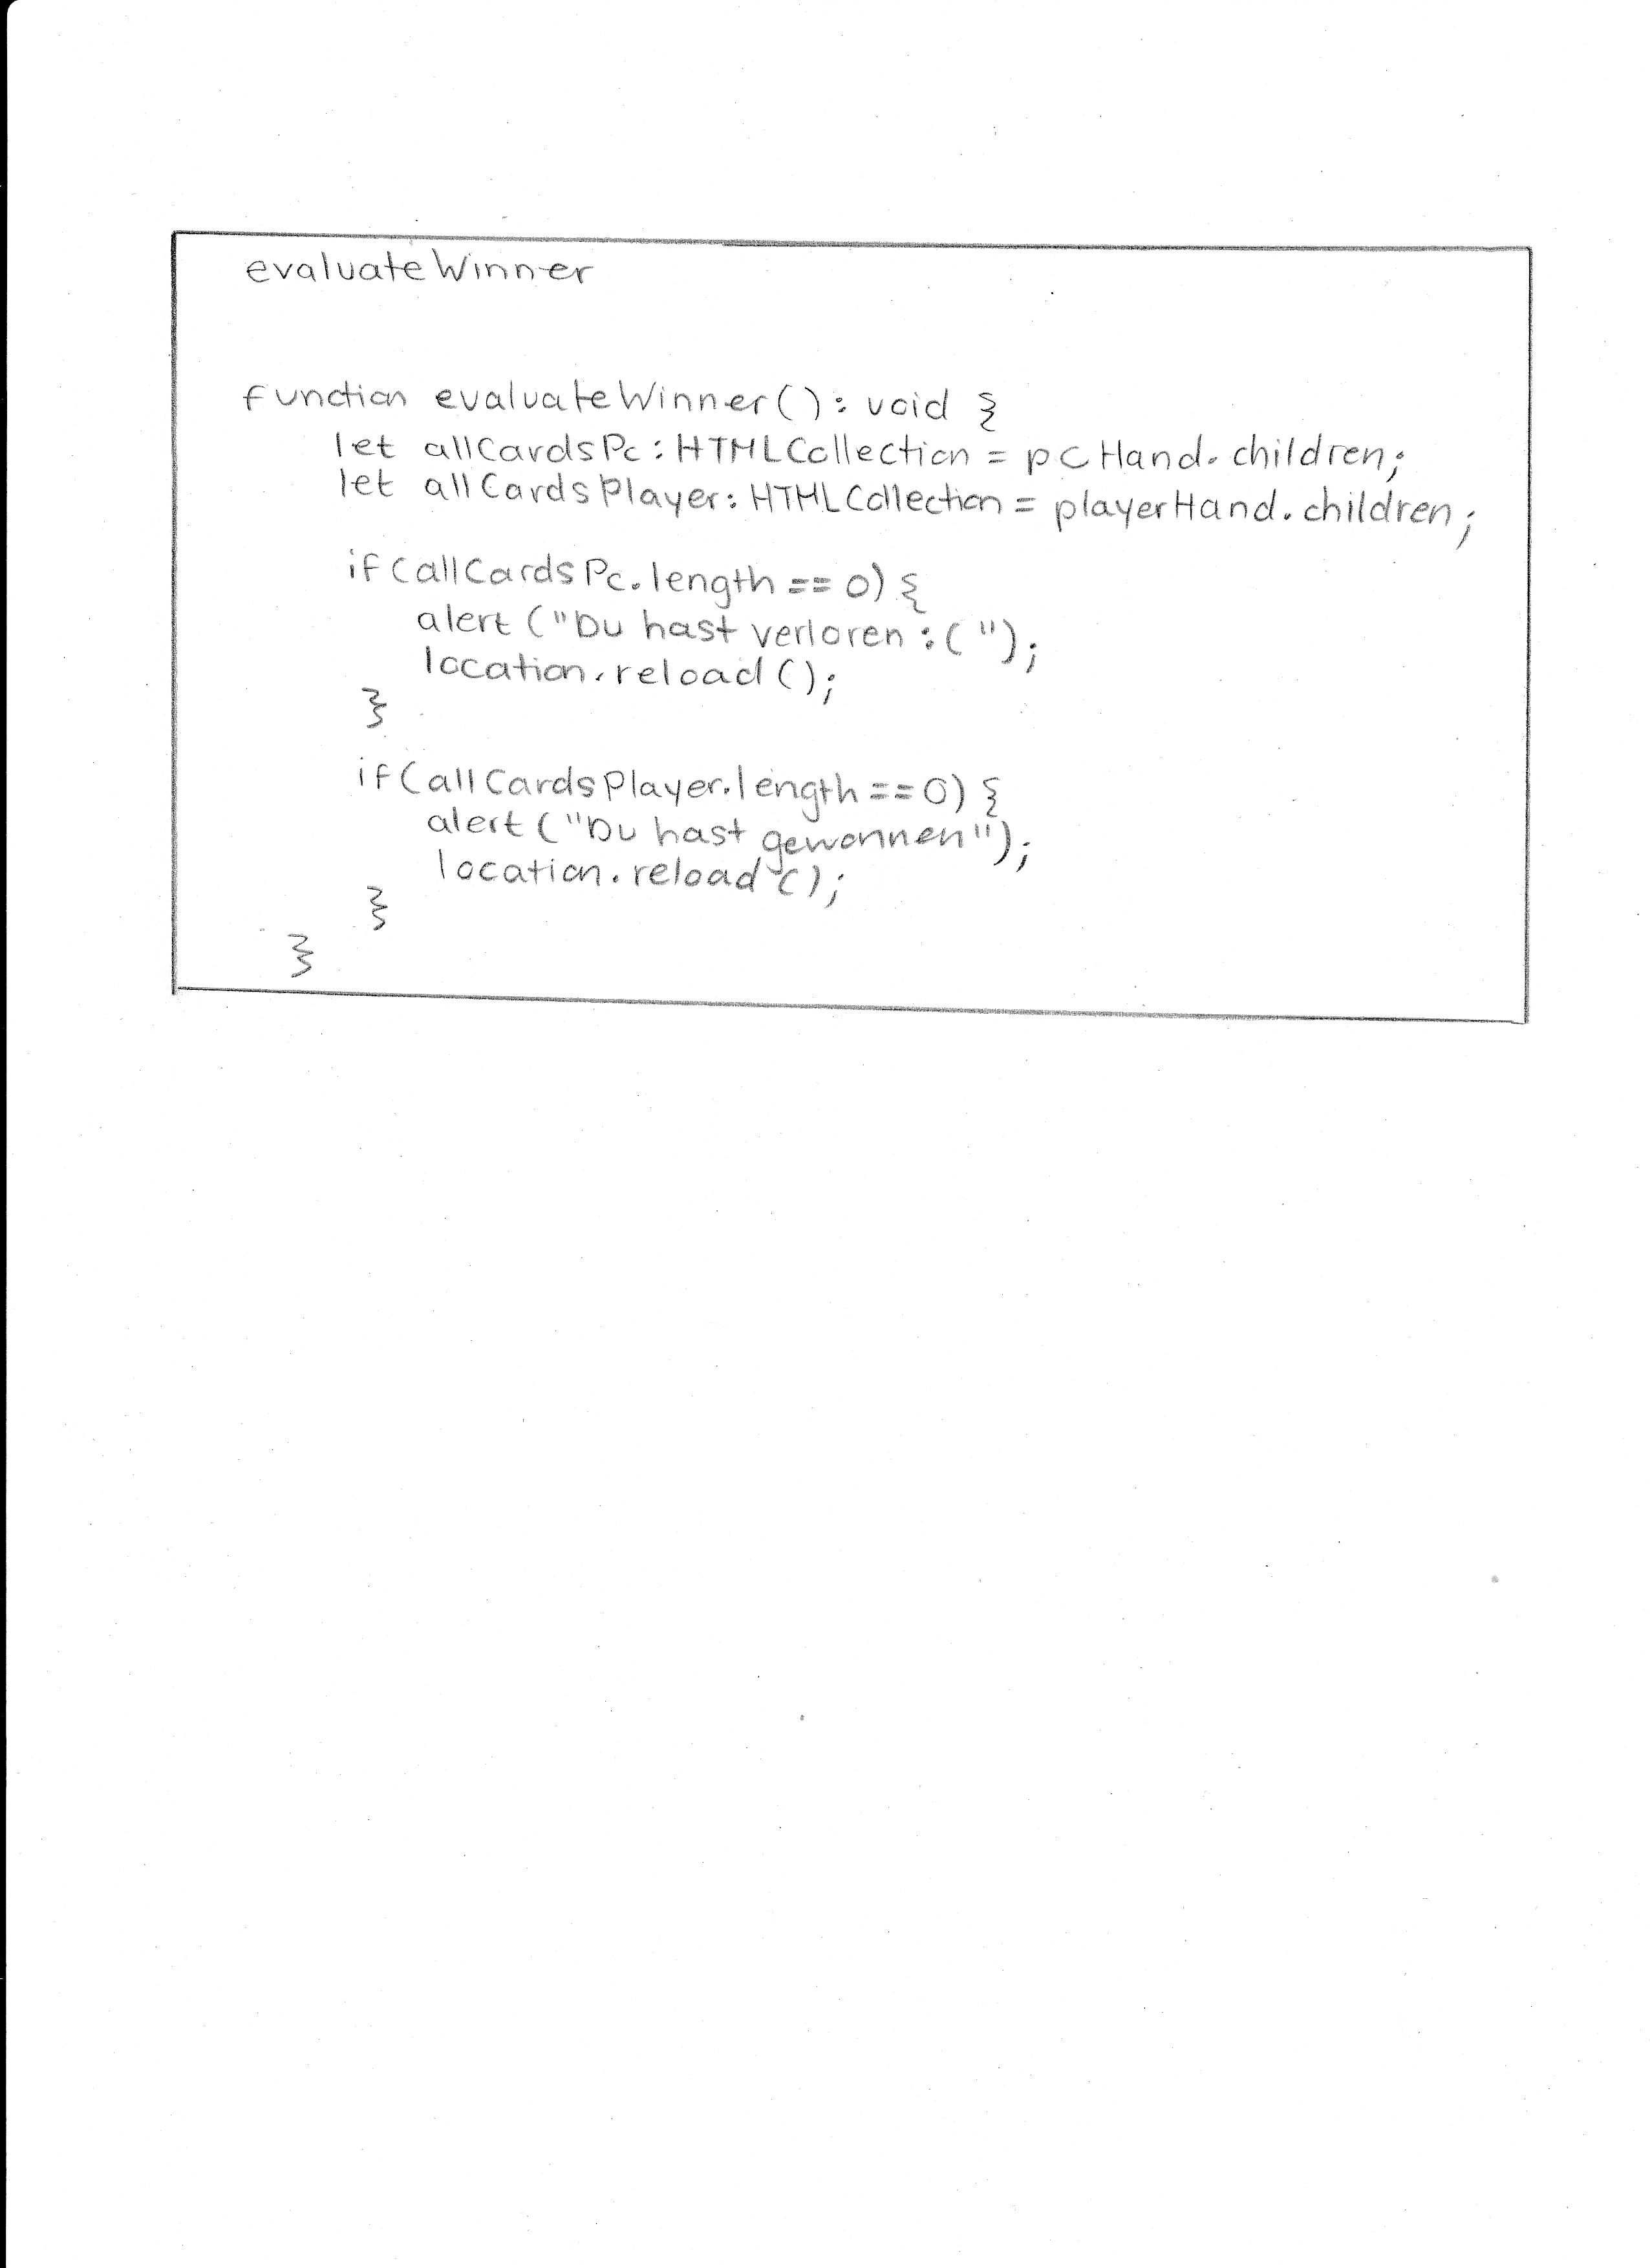 evaluateWinner
function evaluateWinner(): void {
let allCardsPc: HTMLCollection = pcHand.children;
let allCardsPlayer: HTMLCollection = playerHand.children;
if(allCardsPc.length == 0) {
alert ("Du hast verloren :( ");
location.reload();
}
if(allCardsPlayer.length == 0) {
alert ("Du hast gewonnen");
location.reload();
}
}